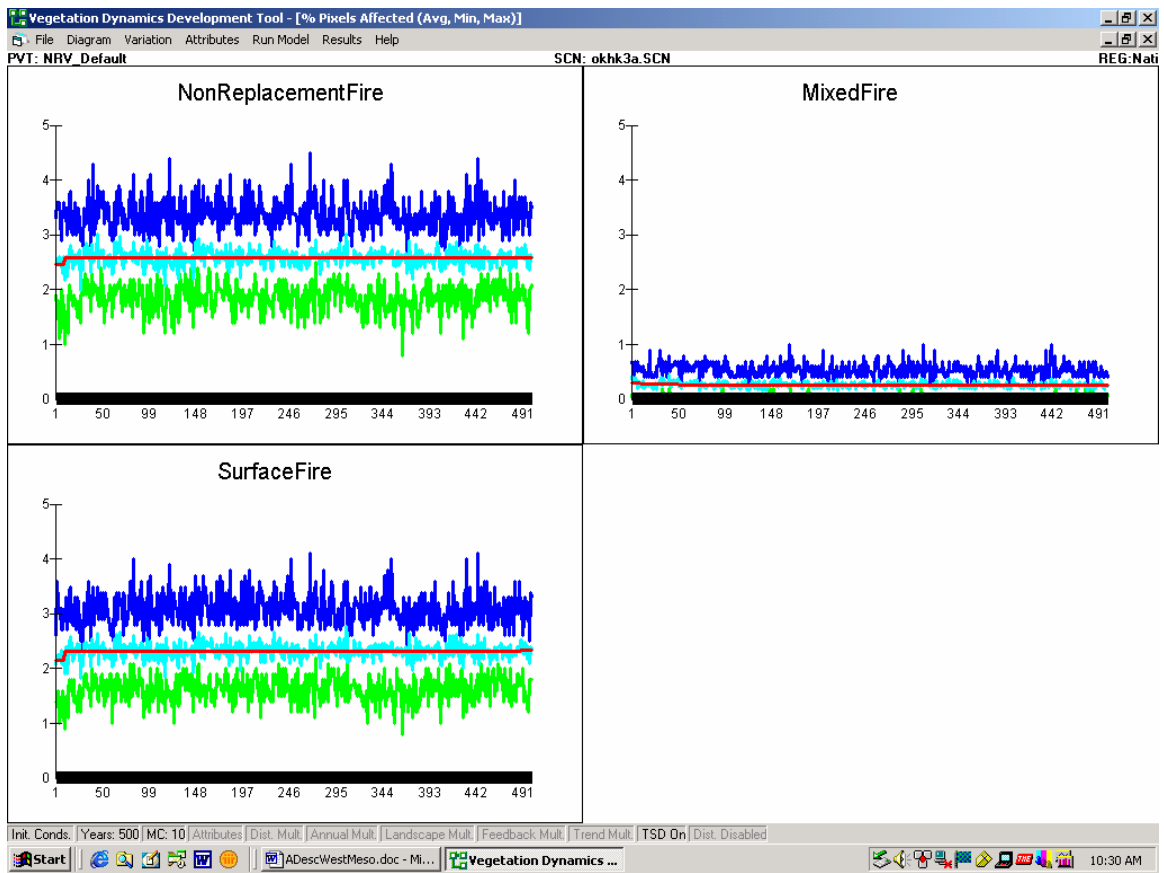 Vegetation Dynamics Development Tool - [% Pixels Affected (Avg, Min, Max)]
File Diagram Variation Attributes Run Model Results Help
PVT: NRV_Default SCN: okhk3a.SCN REG:Nati
NonReplacementFire
5
4
3
2
1
0
1 50 99 148 197 246 295 344 393 442 491
MixedFire
5
4
3
2
1
0
1 50 99 148 197 246 295 344 393 442 491
SurfaceFire
5
4
3
2
1
0
1 50 99 148 197 246 295 344 393 442 491
Init. Conds. Years: 500 MC: 10 Attributes Dist. Mult. Annual Mult. Landscape Mult. Feedback Mult. Trend Mult. TSD On Dist. Disabled
Start ADescWestMeso.doc - Mi... Vegetation Dynamics ... 10:30 AM